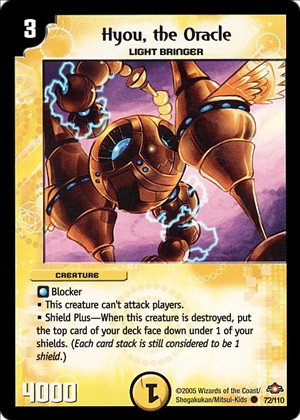 3
Hyou, the Oracle
LIGHT BRINGER
CREATURE
Blocker
▪ This creature can't attack players.
▪ Shield Plus—When this creature is destroyed, put
the top card of your deck face down under 1 of your
shields. (Each card stack is still considered to be 1
shield.)
4000
1
©2005 Wizards of the Coast/
Shogakukan/Mitsui-Kids ● 72/110